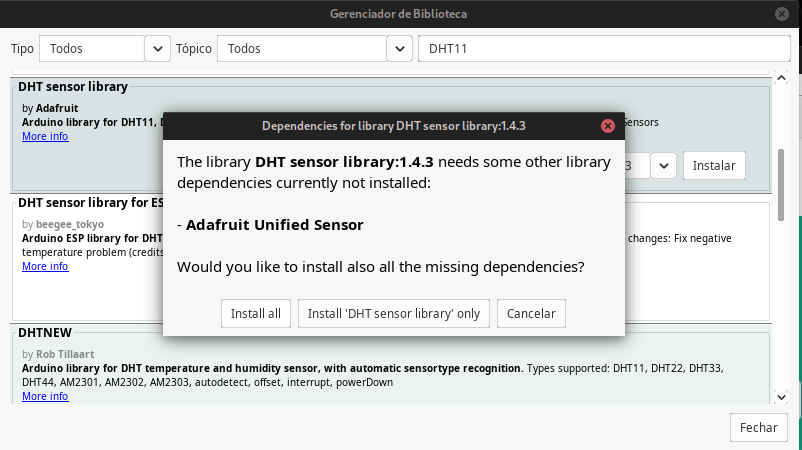 Gerenciador de Biblioteca
Tipo Todos Tópico Todos DHT11
DHT sensor library
by Adafruit
Arduino library for DHT11, Sensors
More info
3 Instalar
DHT sensor library for ES
by beegee_tokyo
Arduino ESP library for DHT changes: Fix negative
temperature problem (credits
More info
Dependencies for library DHT sensor library:1.4.3
The library DHT sensor library:1.4.3 needs some other library
dependencies currently not installed:
- Adafruit Unified Sensor
Would you like to install also all the missing dependencies?
Install all Install 'DHT sensor library' only Cancelar
DHTNEW
by Rob Tillaart
Arduino library for DHT temperature and humidity sensor, with automatic sensortype recognition. Types supported: DHT11, DHT22, DHT33,
DHT44, AM2301, AM2302, AM2303, autodetect, offset, interrupt, powerDown
More info
Fechar